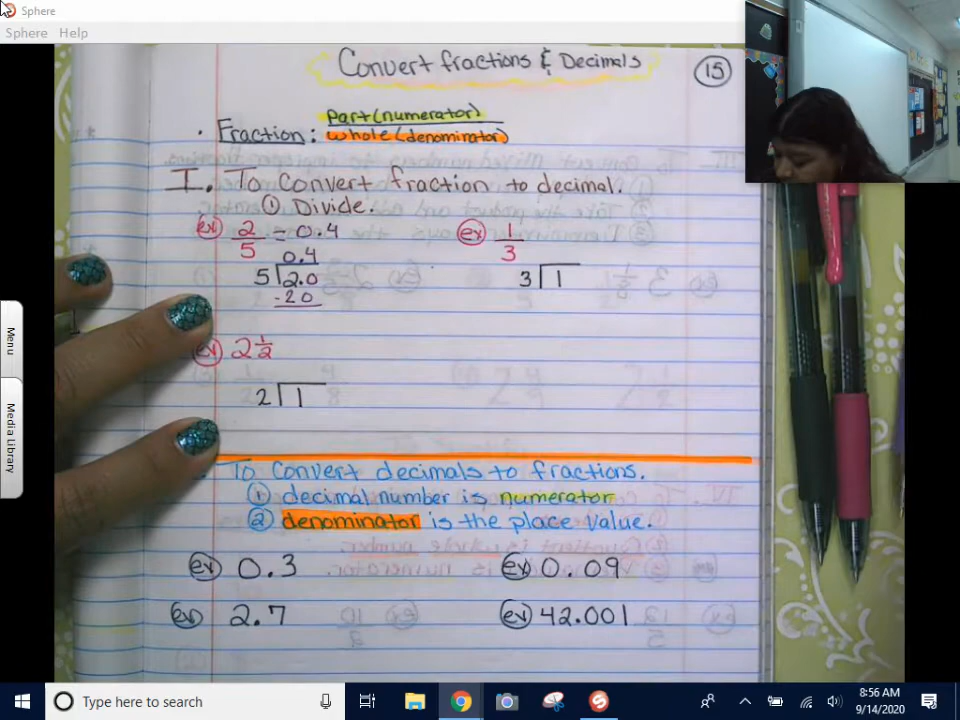 Sphere
Sphere Help
Convert fractions & Decimals
15
part(numerator)
· Fraction: whole(denominator)
I. To Convert fraction to decimal.
① Divide.
ex 2/5 = 0.4
0.4
5 2.0
-20
ex 1/3
3 1
ex 2 1/2
2 1
To Convert decimals to fractions.
① decimal number is numerator
② denominator is the place value.
ex 0.3
ex 0.09
ex 2.7
ex 42.001
Menu
Media Library
Type here to search
8:56 AM
9/14/2020